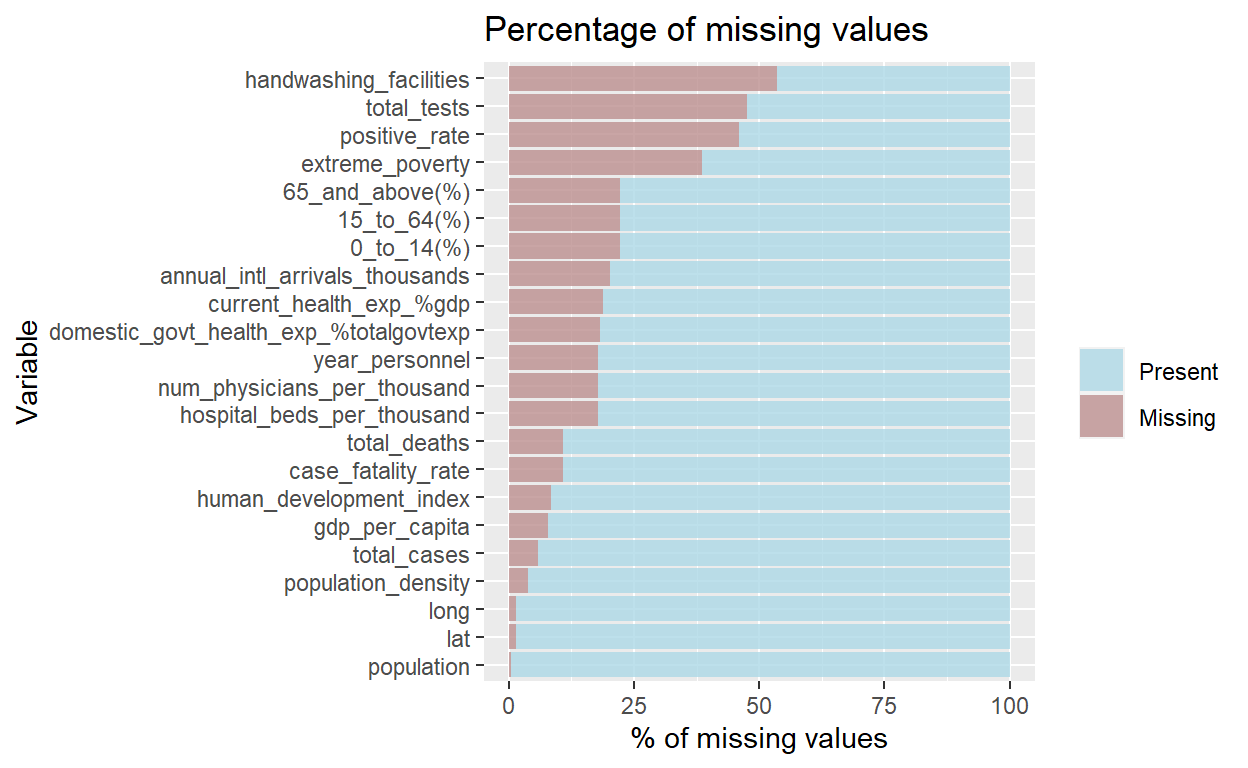 Percentage of missing values
handwashing_facilities
total_tests
positive_rate
extreme_poverty
65_and_above(%)
15_to_64(%)
0_to_14(%)
annual_intl_arrivals_thousands
current_health_exp_%gdp
domestic_govt_health_exp_%totalgovtexp
year_personnel
num_physicians_per_thousand
hospital_beds_per_thousand
total_deaths
case_fatality_rate
human_development_index
gdp_per_capita
total_cases
population_density
long
lat
population
Variable
0 25 50 75 100
% of missing values
Present
Missing